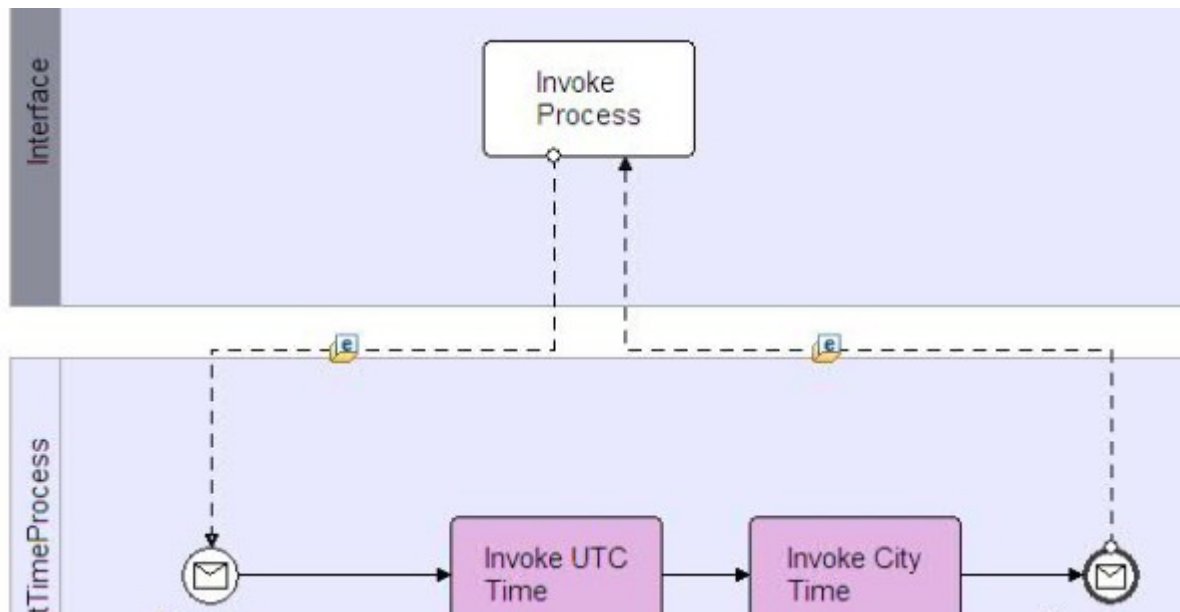 Interface
Invoke
Process
e
e
tTimeProcess
Invoke UTC
Time
Invoke City
Time